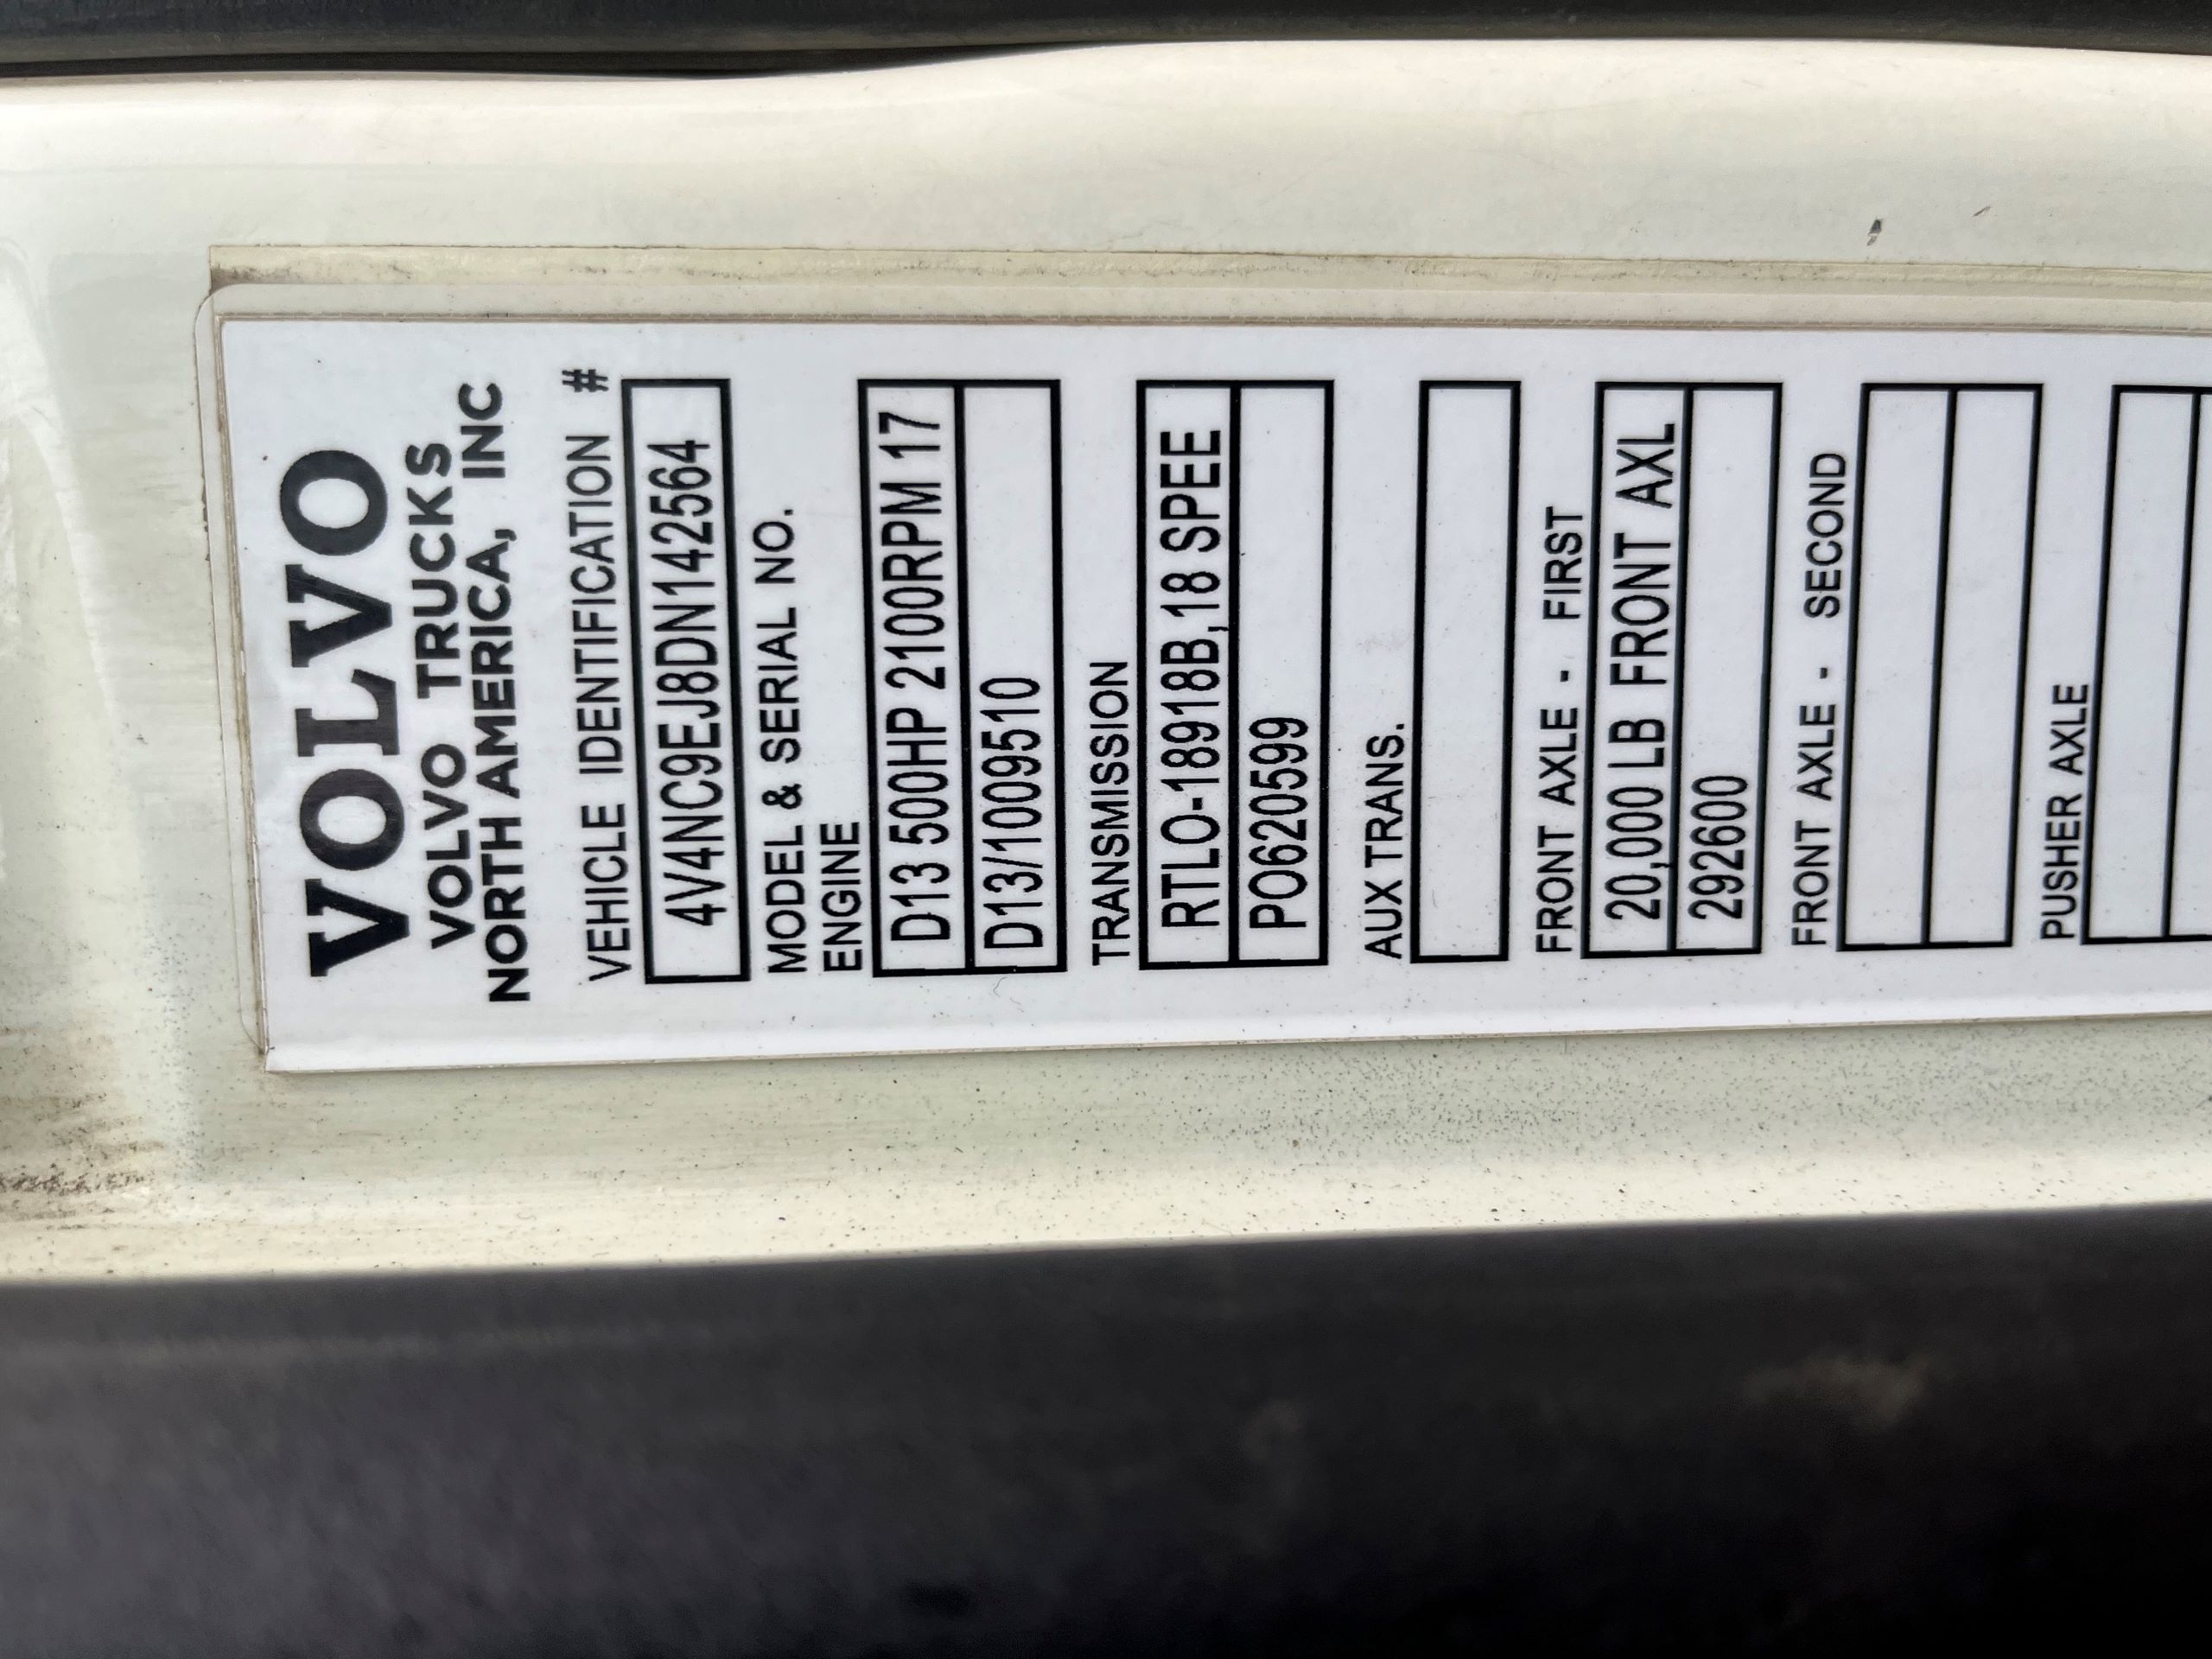 VOLVO
VOLVO TRUCKS
NORTH AMERICA, INC
VEHICLE IDENTIFICATION #
4V4NC9EJ8DN142564
MODEL & SERIAL NO.
ENGINE
D13 500HP 2100RPM 17
D13/1009510
TRANSMISSION
RTLO-18918B,18 SPEE
PO620599
AUX TRANS.
FRONT AXLE - FIRST
20,000 LB FRONT AXL
292600
FRONT AXLE - SECOND
PUSHER AXLE